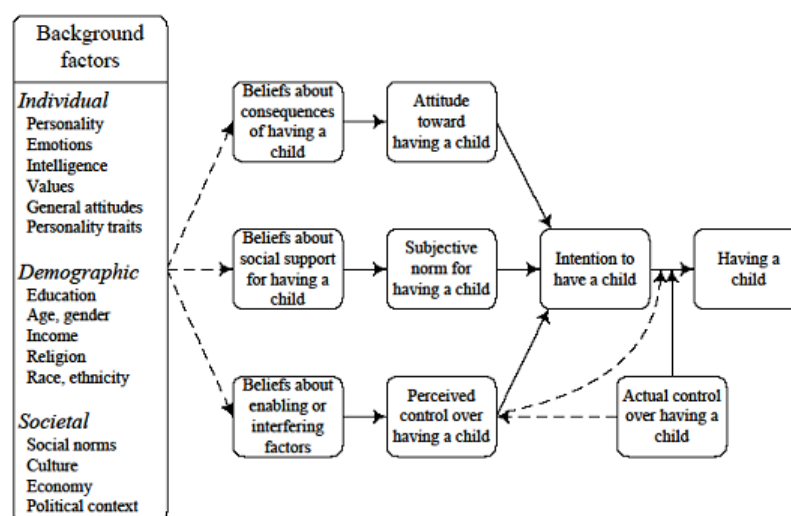 Background
factors
Individual
Personality
Emotions
Intelligence
Values
General attitudes
Personality traits
Demographic
Education
Age, gender
Income
Religion
Race, ethnicity
Societal
Social norms
Culture
Economy
Political context
Beliefs about
consequences
of having a
child
Attitude
toward
having a child
Beliefs about
social support
for having a
child
Subjective
norm for
having a child
Intention to
have a child
Having a
child
Beliefs about
enabling or
interfering
factors
Perceived
control over
having a child
Actual control
over having a
child